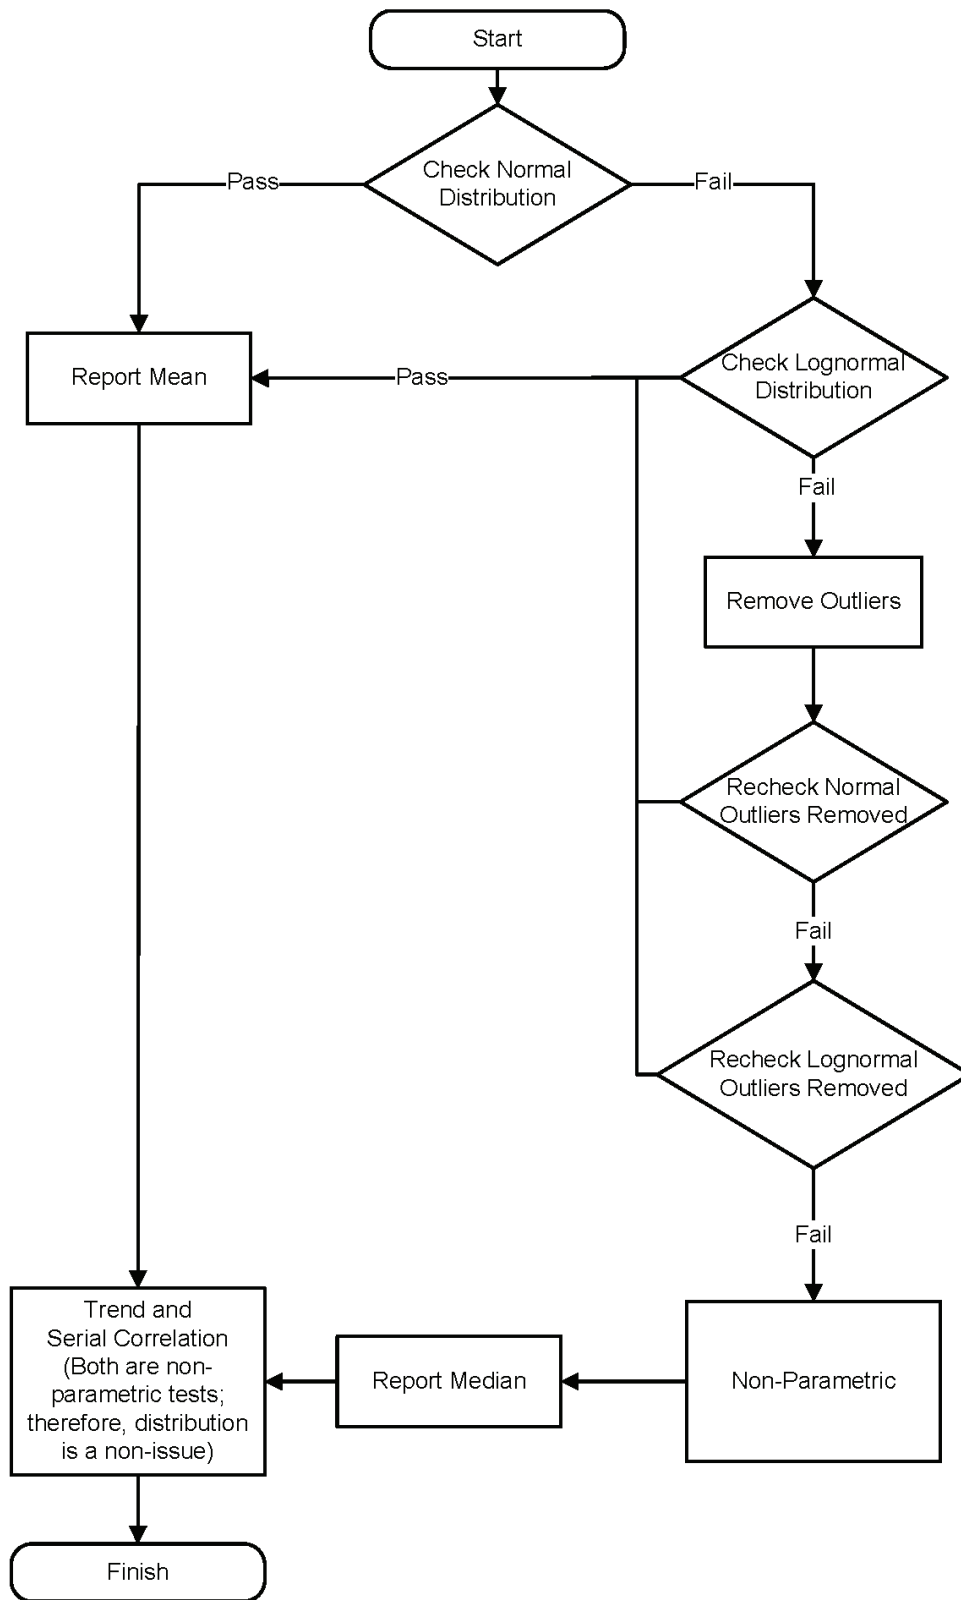 Start
Check Normal
Distribution
Pass
Fail
Report Mean
Pass
Check Lognormal
Distribution
Fail
Remove Outliers
Recheck Normal
Outliers Removed
Fail
Recheck Lognormal
Outliers Removed
Fail
Trend and
Serial Correlation
(Both are non-
parametric tests;
therefore, distribution
is a non-issue)
Report Median
Non-Parametric
Finish